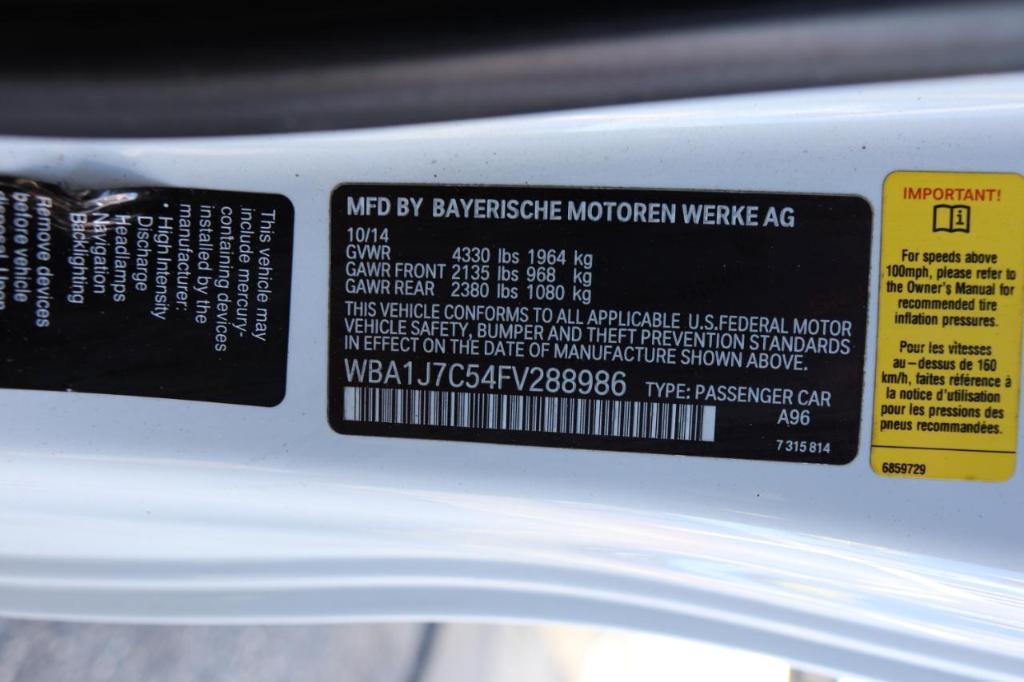 This vehicle may
include mercury-
containing devices
installed by the
manufacturer:
• High Intensity
Discharge
Headlamps
Navigation
Backlighting
Remove devices
before vehicle
MFD BY BAYERISCHE MOTOREN WERKE AG
10/14
GVWR 4330 lbs 1964 kg
GAWR FRONT 2135 lbs 968 kg
GAWR REAR 2380 lbs 1080 kg
THIS VEHICLE CONFORMS TO ALL APPLICABLE U.S.FEDERAL MOTOR
VEHICLE SAFETY, BUMPER AND THEFT PREVENTION STANDARDS
IN EFFECT ON THE DATE OF MANUFACTURE SHOWN ABOVE.
WBA1J7C54FV288986 TYPE: PASSENGER CAR
A96
7 315 814
IMPORTANT!
i
For speeds above
100mph, please refer to
the Owner's Manual for
recommended tire
inflation pressures.
Pour les vitesses
au-dessus de 160
km/h, faites référence à
la notice d'utilisation
pour les pressions des
pneus recommandées.
6859729